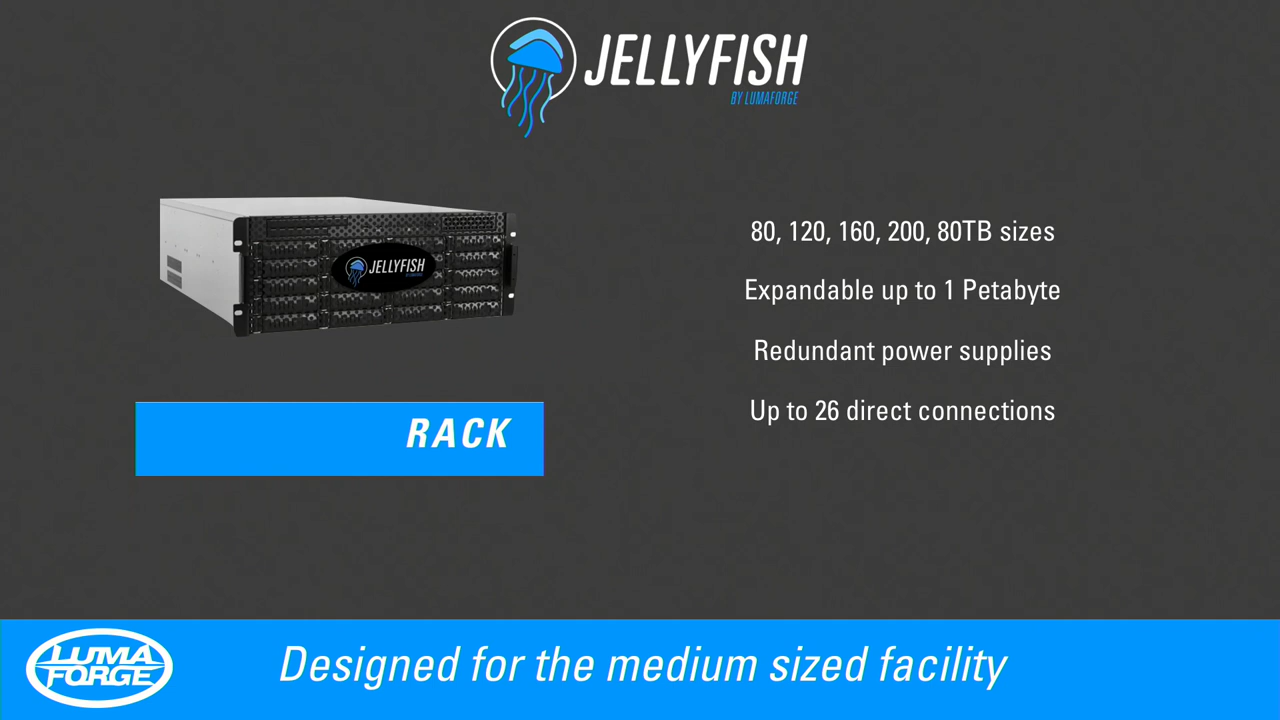 JELLYFISH
BY LUMAFORGE
JELLYFISH
80, 120, 160, 200, 80TB sizes
Expandable up to 1 Petabyte
Redundant power supplies
Up to 26 direct connections
RACK
LUMA
FORGE
Designed for the medium sized facility